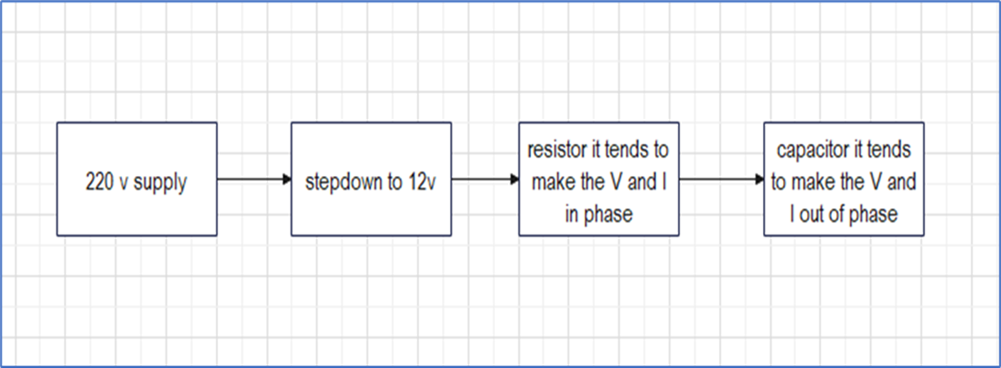 220 v supply
stepdown to 12v
resistor it tends to
make the V and I
in phase
capacitor it tends
to make the V and
I out of phase